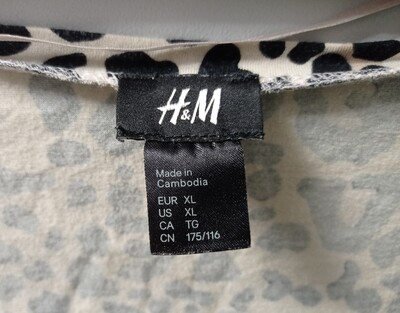 H&M
Made in
Cambodia
EUR XL
US XL
CA TG
CN 175/116